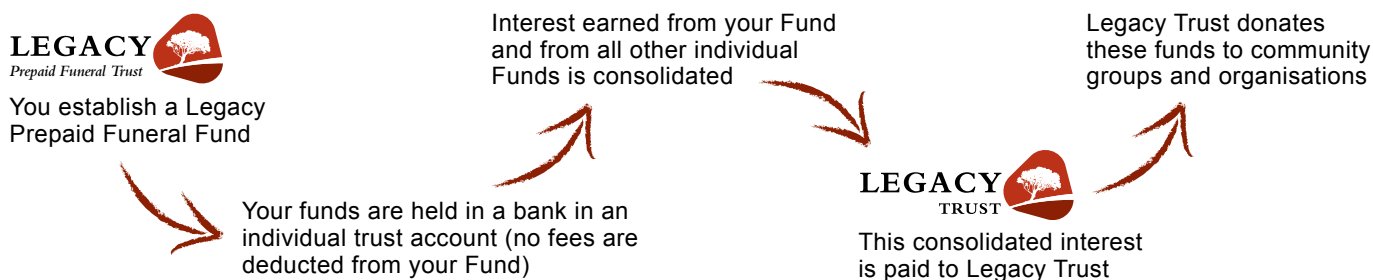 LEGACY
Prepaid Funeral Trust
You establish a Legacy
Prepaid Funeral Fund
Your funds are held in a bank in an
individual trust account (no fees are
deducted from your Fund)
Interest earned from your Fund
and from all other individual
Funds is consolidated
LEGACY
TRUST
This consolidated interest
is paid to Legacy Trust
Legacy Trust donates
these funds to community
groups and organisations